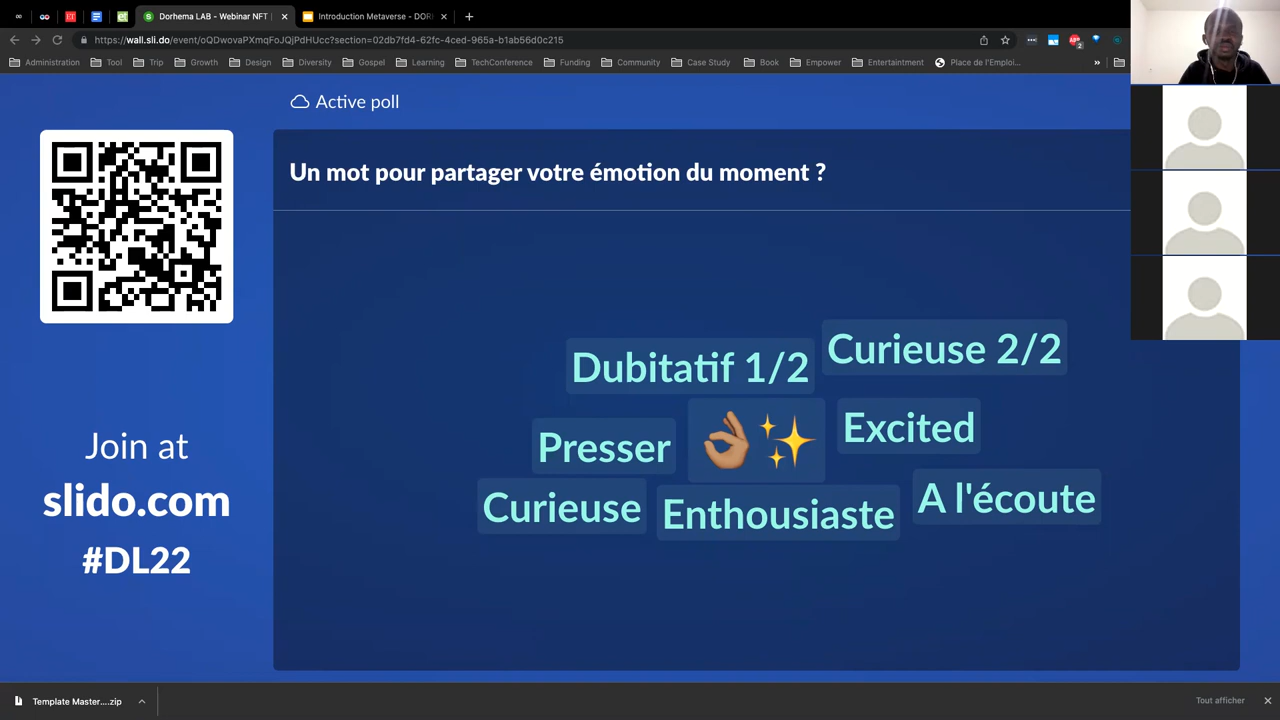 Dorhema LAB - Webinar NFT |
Introduction Metaverse - DOR
https://wall.sli.do/event/oQDwovaPXmqFoJQjPdHUcc?section=02db7fd4-62fc-4ced-965a-b1ab56d0c215
Administration Tool Trip Growth Design Diversity Gospel Learning TechConference Funding Community Case Study Book Empower Entertaintment Place de l'Emploi...
Active poll
Un mot pour partager votre émotion du moment ?
Dubitatif 1/2
Curieuse 2/2
Presser
👌🏽✨
Excited
Curieuse
Enthousiaste
A l'écoute
Join at
slido.com
#DL22
Template Master....zip
Tout afficher